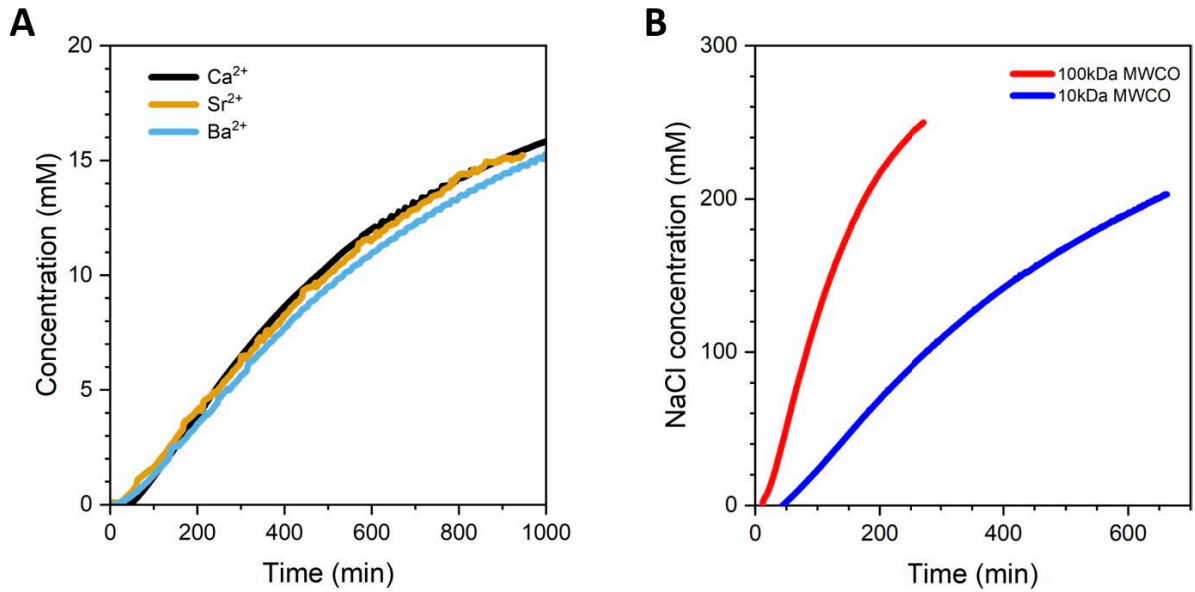 A
20
15
10
5
0
Concentration (mM)
Ca²⁺
Sr²⁺
Ba²⁺
0 200 400 600 800 1000
Time (min)
B
300
200
100
0
NaCl concentration (mM)
100kDa MWCO
10kDa MWCO
0 200 400 600
Time (min)